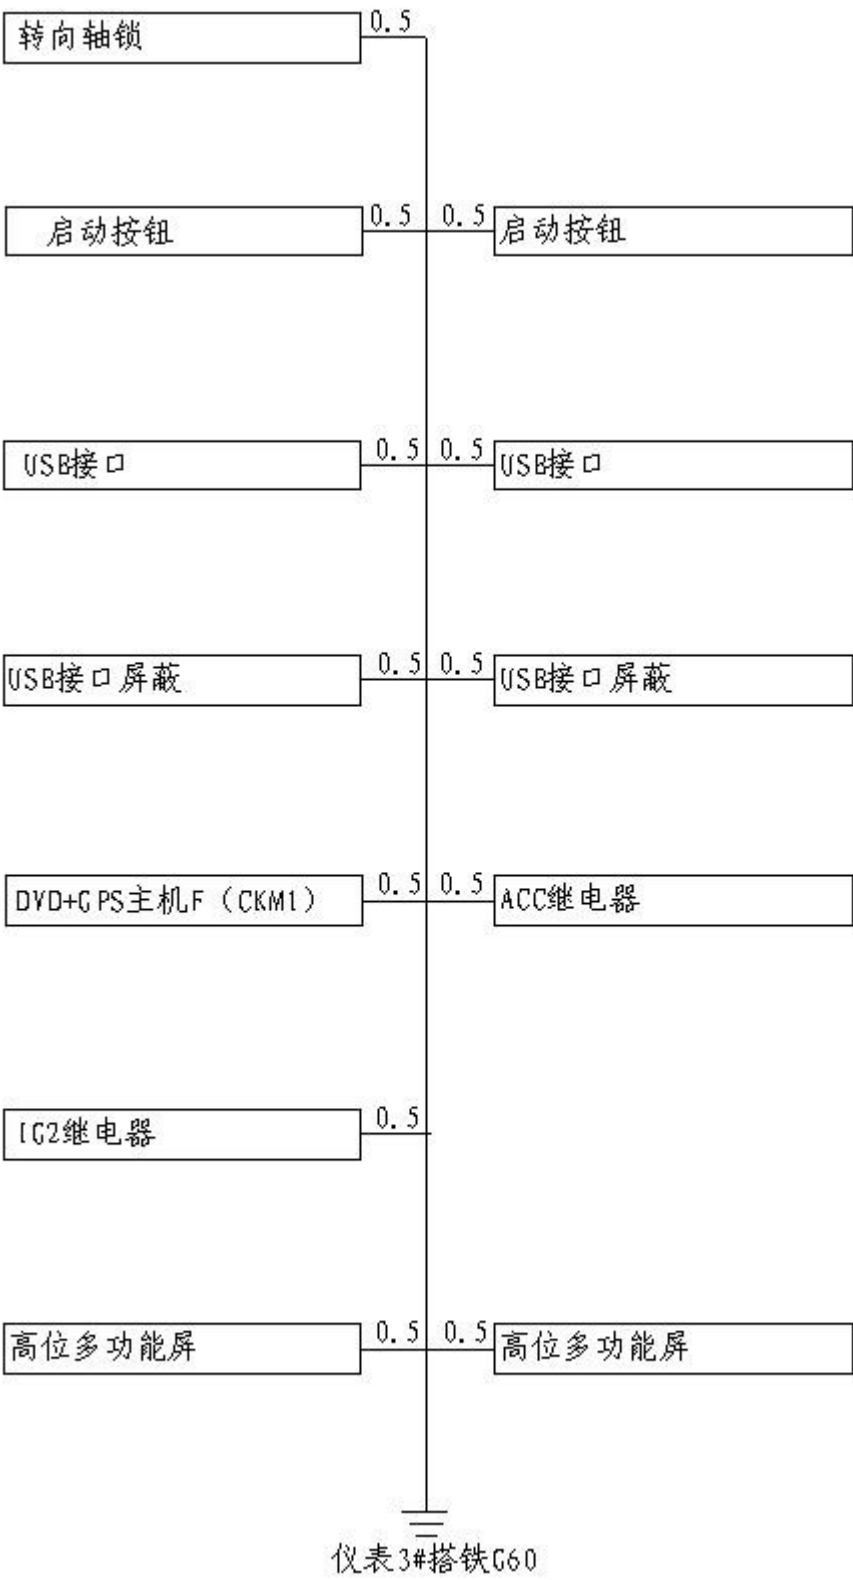 转向轴锁 0.5
启动按钮 0.5 0.5 启动按钮
USB接口 0.5 0.5 USB接口
USB接口屏蔽 0.5 0.5 USB接口屏蔽
DVD+GPS主机F（CKM1） 0.5 0.5 ACC继电器
IG2继电器 0.5
高位多功能屏 0.5 0.5 高位多功能屏
仪表3#搭铁G60